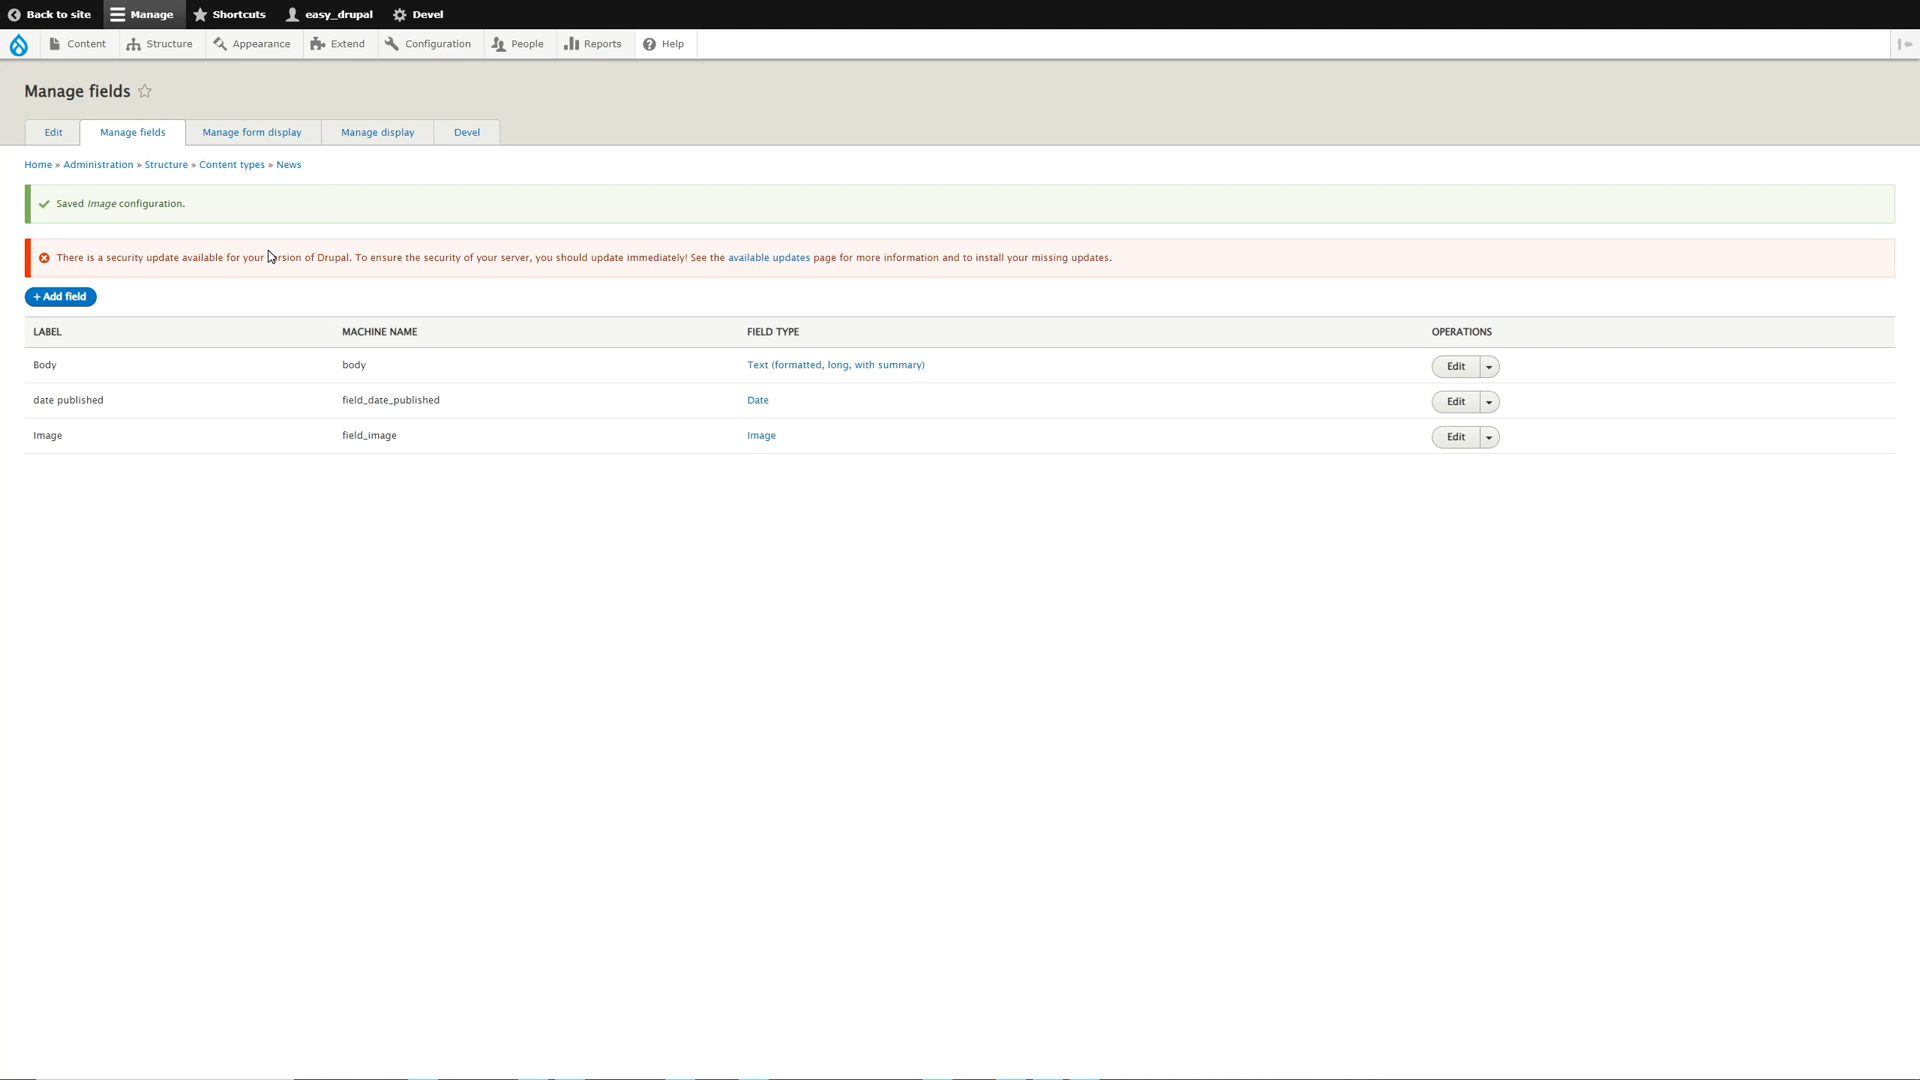 Back to site Manage Shortcuts easy_drupal Devel
Content Structure Appearance Extend Configuration People Reports Help
Manage fields
Edit Manage fields Manage form display Manage display Devel
Home » Administration » Structure » Content types » News
Saved Image configuration.
There is a security update available for your version of Drupal. To ensure the security of your server, you should update immediately! See the available updates page for more information and to install your missing updates.
+ Add field
LABEL MACHINE NAME FIELD TYPE OPERATIONS
Body body Text (formatted, long, with summary) Edit
date published field_date_published Date Edit
Image field_image Image Edit